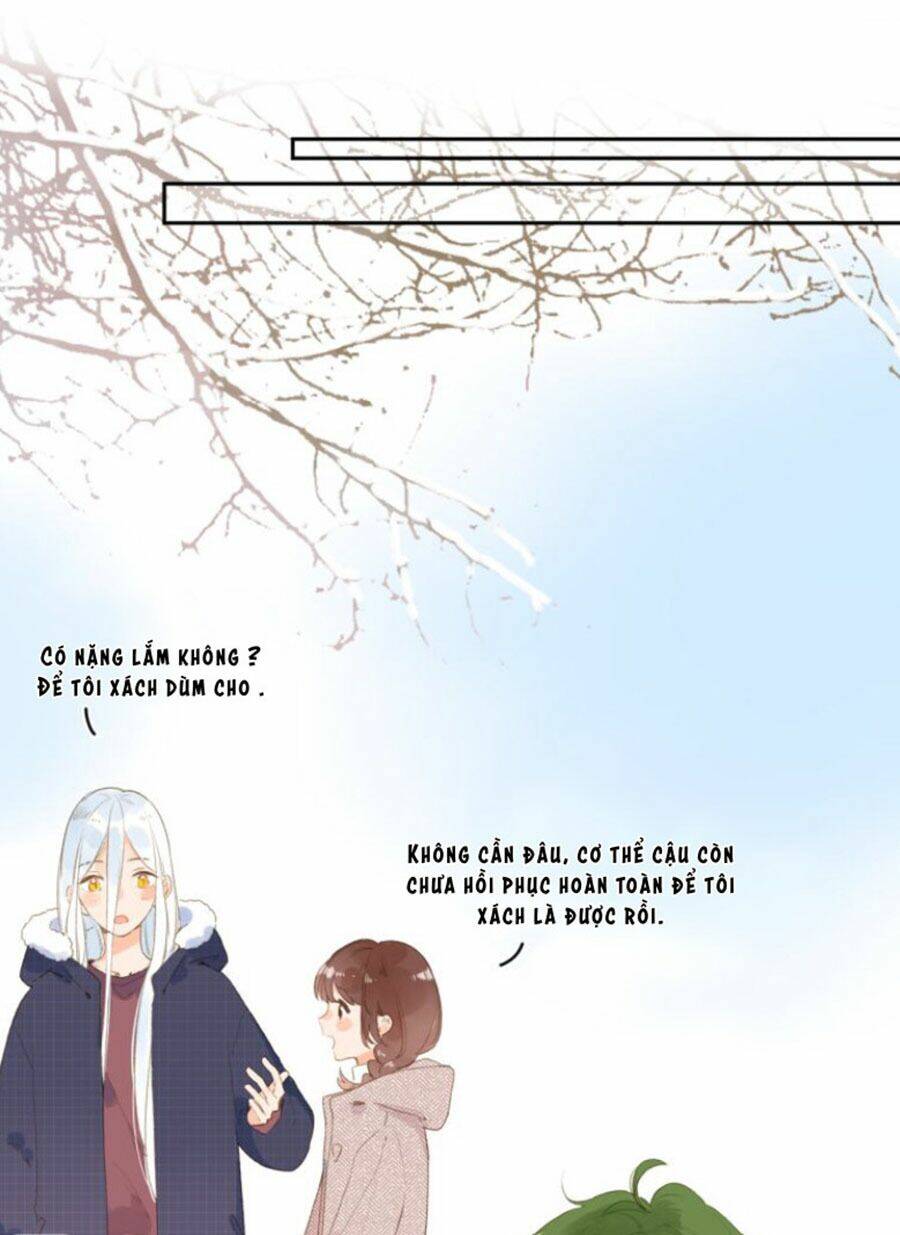 CÓ NẶNG LẮM KHÔNG ?
ĐỂ TÔI XÁCH DÙM CHO .
KHÔNG CẦN ĐÂU, CƠ THỂ CẬU CÒN
CHƯA HỒI PHỤC HOÀN TOÀN ĐỂ TÔI
XÁCH LÀ ĐƯỢC RỒI.